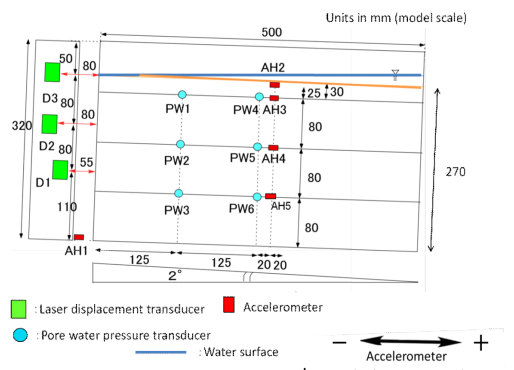 Units in mm (model scale)
500
50
80
AH2
25
30
D3
80
80
PW1
PW4
AH3
320
80
D2
80
55
PW2
PW5
AH4
270
D1
80
110
PW3
PW6
AH5
80
AH1
125
125
20
20
2°
: Laser displacement transducer
Accelerometer
: Pore water pressure transducer
: Water surface
− +
Accelerometer